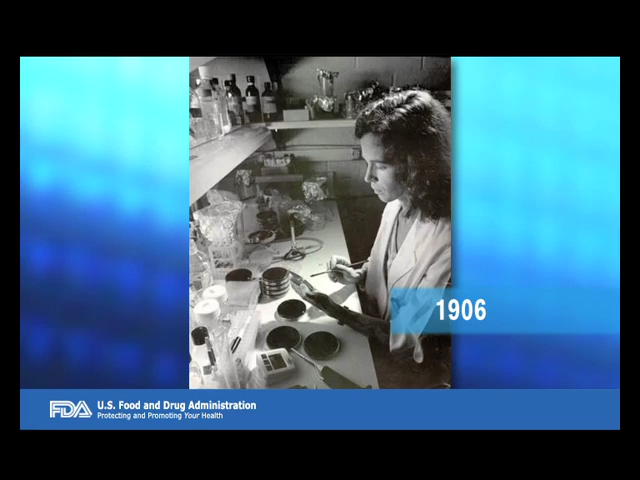 1906
FDA U.S. Food and Drug Administration
Protecting and Promoting Your Health